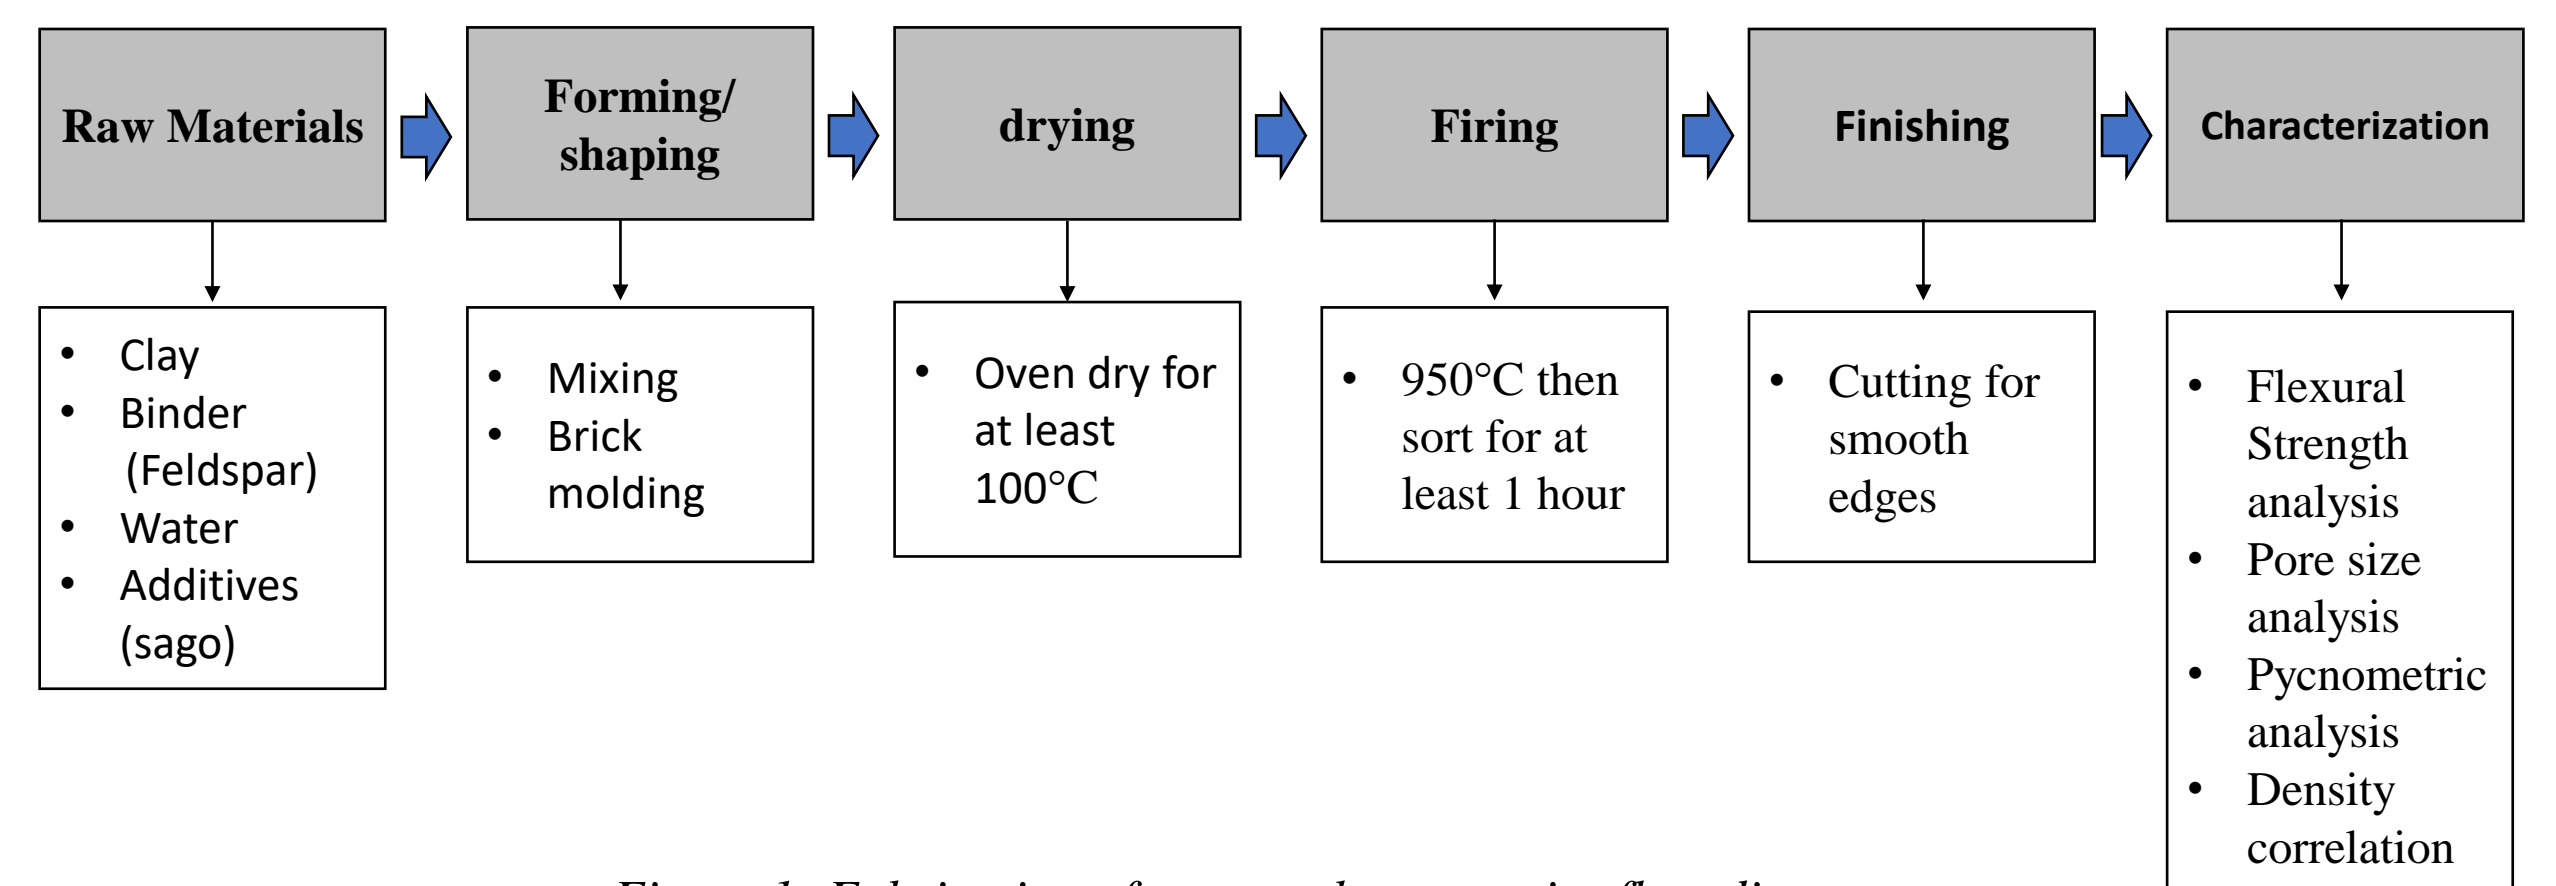 Raw Materials
Forming/
shaping
drying
Firing
Finishing
Characterization
• Clay
• Binder
(Feldspar)
• Water
• Additives
(sago)
• Mixing
• Brick
molding
• Oven dry for
at least
100°C
• 950°C then
sort for at
least 1 hour
• Cutting for
smooth
edges
• Flexural
Strength
analysis
• Pore size
analysis
• Pycnometric
analysis
• Density
correlation